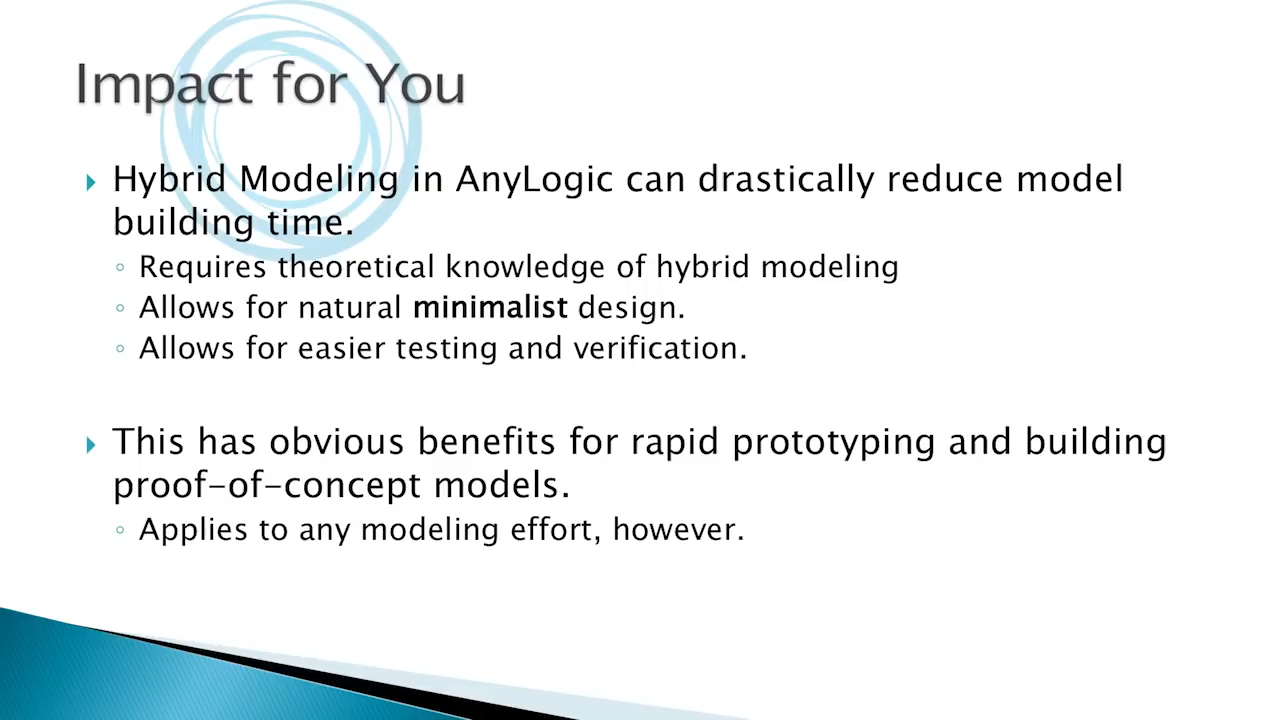 Impact for You
Hybrid Modeling in AnyLogic can drastically reduce model
building time.
Requires theoretical knowledge of hybrid modeling
Allows for natural minimalist design.
Allows for easier testing and verification.
This has obvious benefits for rapid prototyping and building
proof-of-concept models.
Applies to any modeling effort, however.